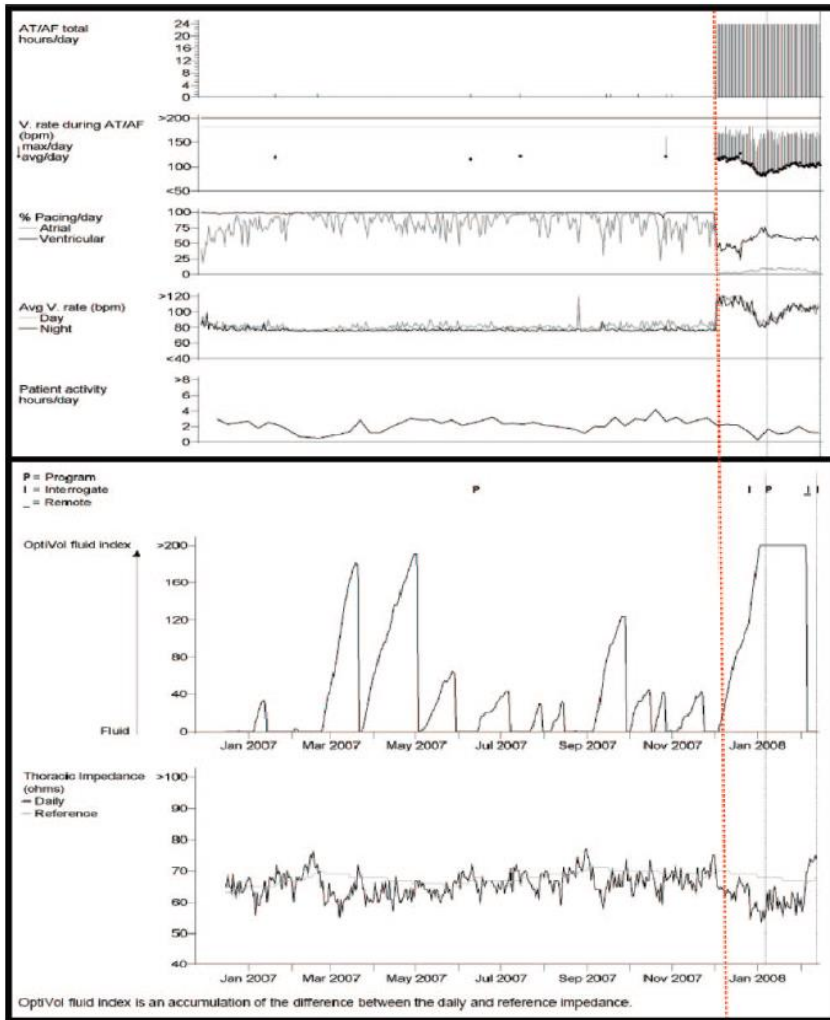 AT/AF total
hours/day
24
20
16
12
8
4
0
V. rate during AT/AF
(bpm)
max/day
avg/day
>200
150
100
<50
% Pacing/day
Atrial
Ventricular
100
75
50
25
0
Avg V. rate (bpm)
Day
Night
>120
100
80
60
<40
Patient activity
hours/day
>8
6
4
2
0
P = Program
I = Interrogate
_ = Remote
P I P I I
OptiVol fluid index
>200
160
120
80
40
0
Fluid
Jan 2007 Mar 2007 May 2007 Jul 2007 Sep 2007 Nov 2007 Jan 2008
Thoracic Impedance
(ohms)
Daily
Reference
>100
90
80
70
60
50
40
Jan 2007 Mar 2007 May 2007 Jul 2007 Sep 2007 Nov 2007 Jan 2008
OptiVol fluid index is an accumulation of the difference between the daily and reference impedance.